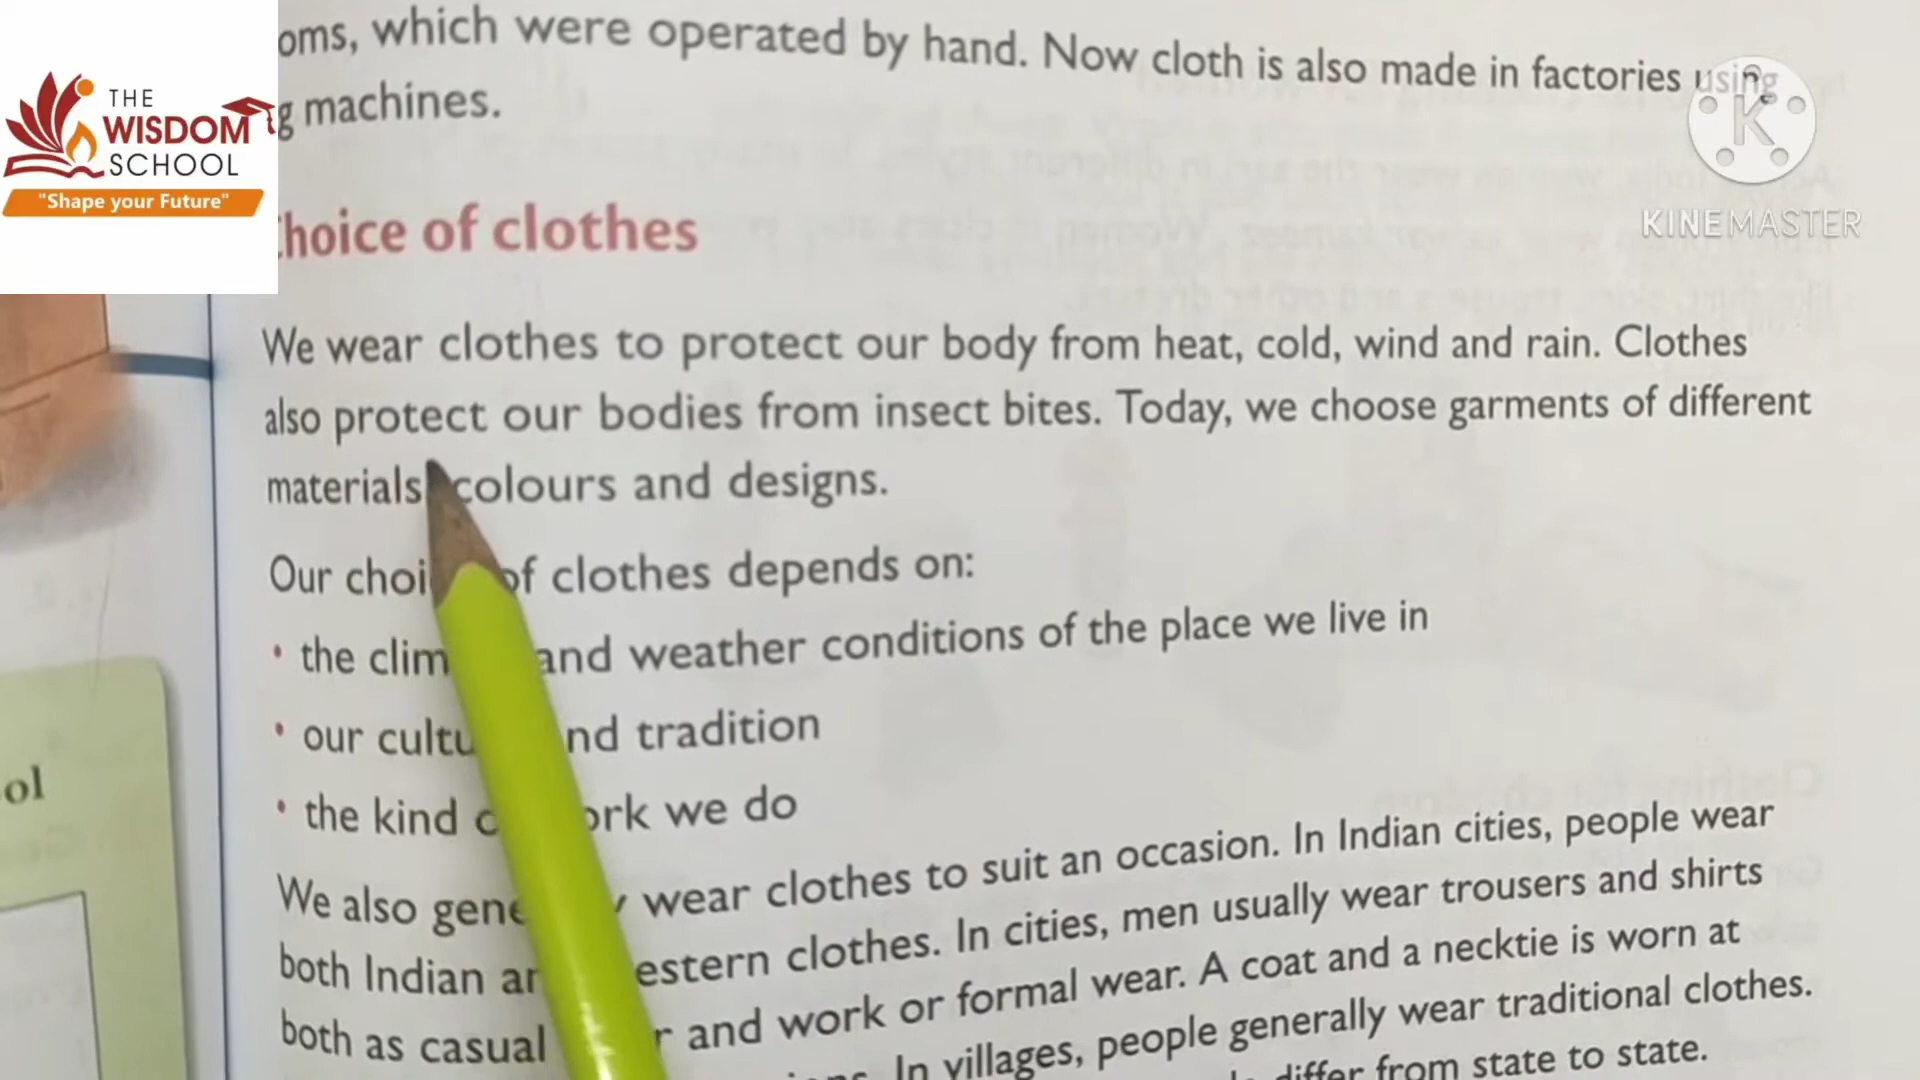 THE
WISDOM
SCHOOL
"Shape your Future"
oms, which were operated by hand. Now cloth is also made in factories using
g machines.
KINEMASTER
hoice of clothes
We wear clothes to protect our body from heat, cold, wind and rain. Clothes
also protect our bodies from insect bites. Today, we choose garments of different
materials colours and designs.
Our choi of clothes depends on:
• the clim and weather conditions of the place we live in
• our cultu nd tradition
• the kind ork we do
We also gene wear clothes to suit an occasion. In Indian cities, people wear
both Indian an estern clothes. In cities, men usually wear trousers and shirts
both as casual r and work or formal wear. A coat and a necktie is worn at
In villages, people generally wear traditional clothes.
differ from state to state.
ol